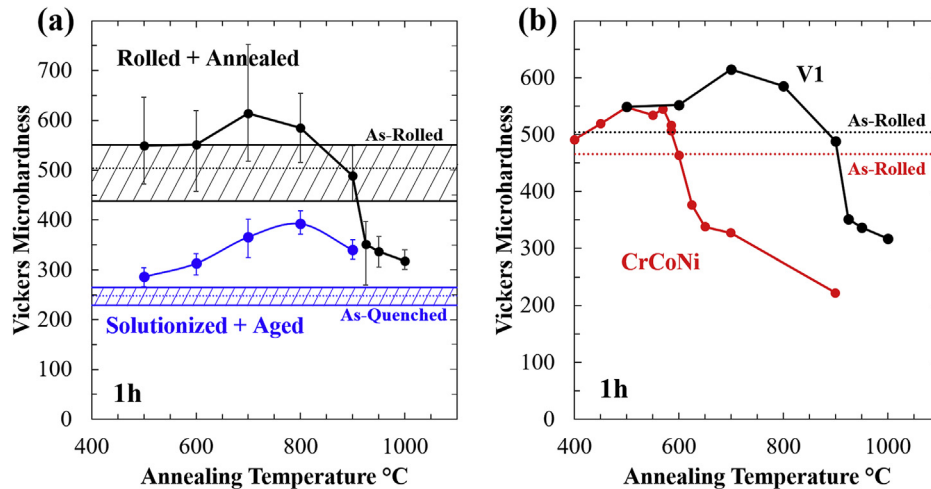 (a)
Vickers Microhardness
800
700
600
500
400
300
200
100
0
Rolled + Annealed
As-Rolled
As-Quenched
Solutionized + Aged
1h
400 600 800 1000
Annealing Temperature °C
(b)
Vickers Microhardness
600
500
400
300
200
100
0
V1
As-Rolled
As-Rolled
CrCoNi
1h
400 600 800 1000
Annealing Temperature °C